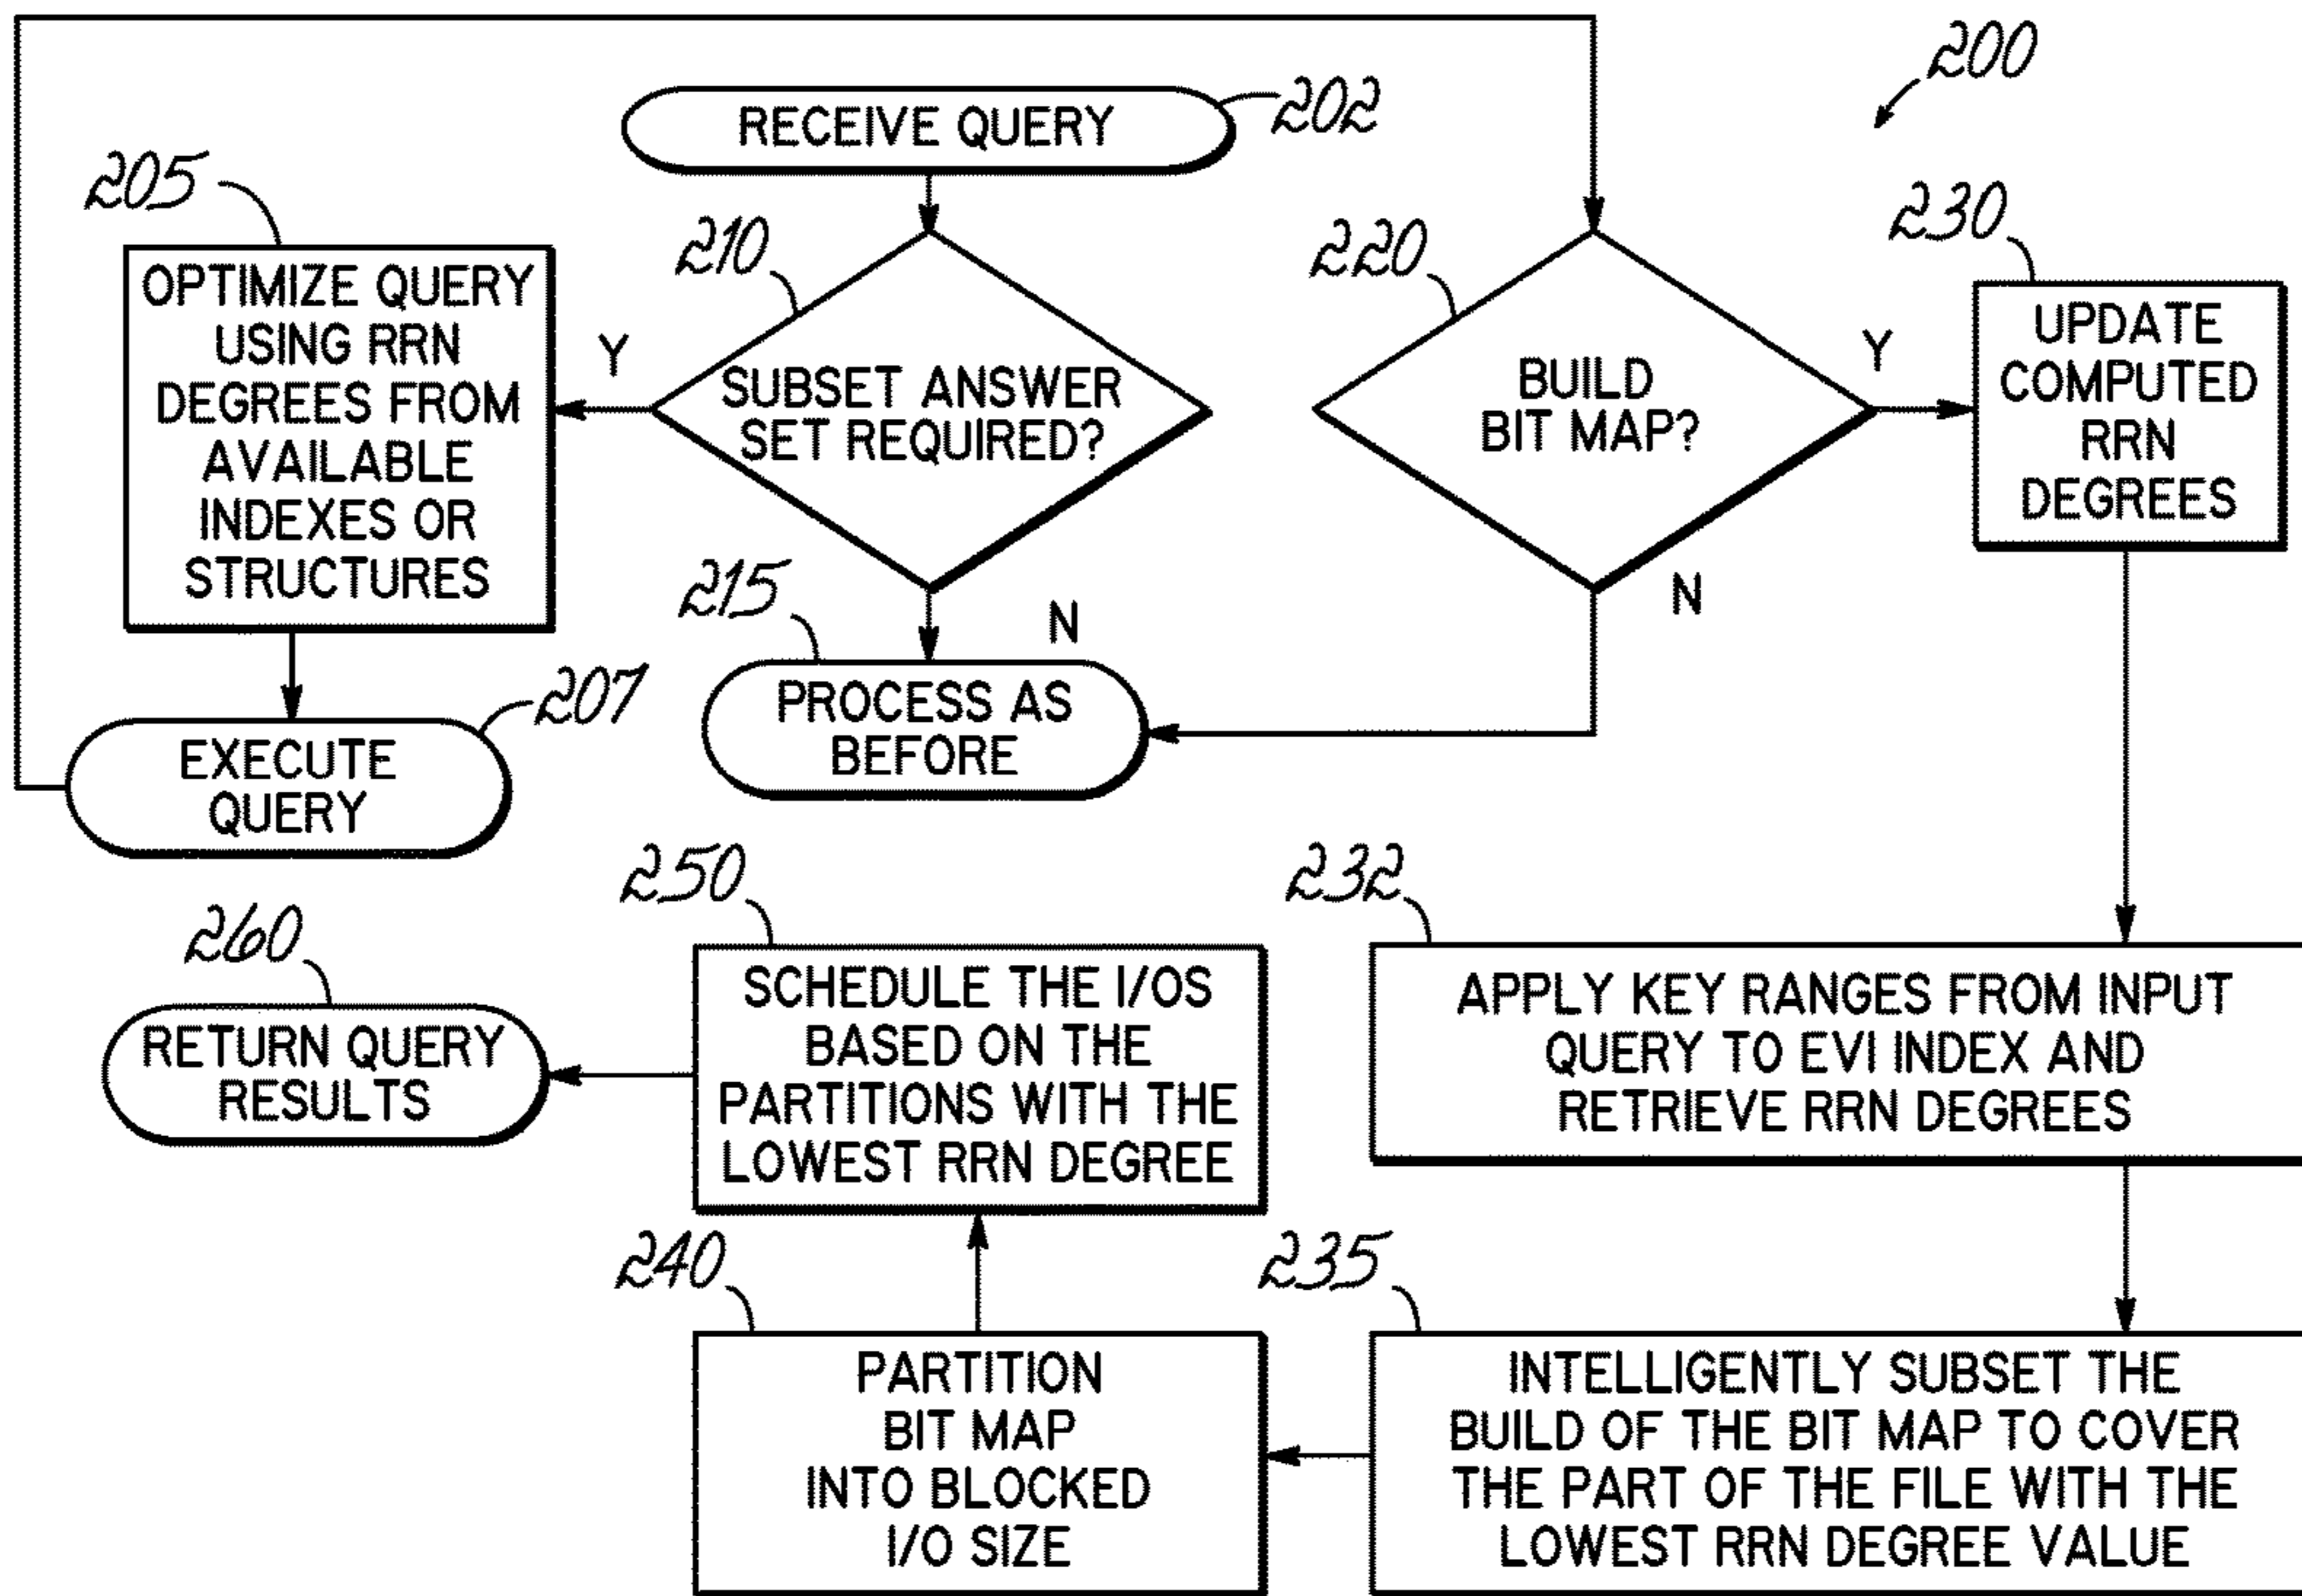 200
RECEIVE QUERY
202
205
OPTIMIZE QUERY
USING RRN
DEGREES FROM
AVAILABLE
INDEXES OR
STRUCTURES
210
Y
SUBSET ANSWER
SET REQUIRED?
N
220
BUILD
BIT MAP?
Y
N
230
UPDATE
COMPUTED
RRN
DEGREES
215
PROCESS AS
BEFORE
207
EXECUTE
QUERY
232
APPLY KEY RANGES FROM INPUT
QUERY TO EVI INDEX AND
RETRIEVE RRN DEGREES
235
INTELLIGENTLY SUBSET THE
BUILD OF THE BIT MAP TO COVER
THE PART OF THE FILE WITH THE
LOWEST RRN DEGREE VALUE
240
PARTITION
BIT MAP
INTO BLOCKED
I/O SIZE
250
SCHEDULE THE I/OS
BASED ON THE
PARTITIONS WITH THE
LOWEST RRN DEGREE
260
RETURN QUERY
RESULTS